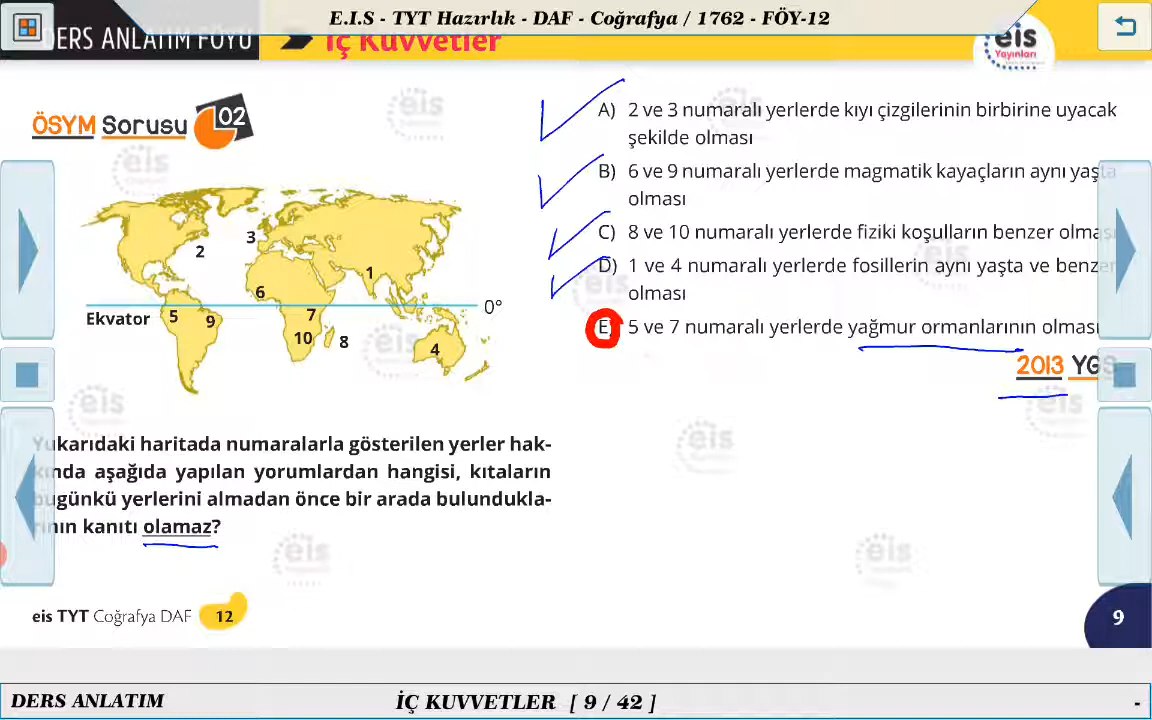 E.I.S - TYT Hazırlık - DAF - Coğrafya / 1762 - FÖY-12
DERS ANLATIM FÖYÜ
İç Kuvvetler
eis
Yayınları
ÖSYM Sorusu 02
2
3
1
6
Ekvator
0°
5
9
7
10
8
4
Yukarıdaki haritada numaralarla gösterilen yerler hak-
kında aşağıda yapılan yorumlardan hangisi, kıtaların
bugünkü yerlerini almadan önce bir arada bulundukla-
rının kanıtı olamaz?
A) 2 ve 3 numaralı yerlerde kıyı çizgilerinin birbirine uyacak
şekilde olması
B) 6 ve 9 numaralı yerlerde magmatik kayaçların aynı yaşta
olması
C) 8 ve 10 numaralı yerlerde fiziki koşulların benzer olması
D) 1 ve 4 numaralı yerlerde fosillerin aynı yaşta ve benzer
olması
E) 5 ve 7 numaralı yerlerde yağmur ormanlarının olması
2013 YGS
eis TYT Coğrafya DAF 12
9
DERS ANLATIM
İÇ KUVVETLER [ 9 / 42 ]
-